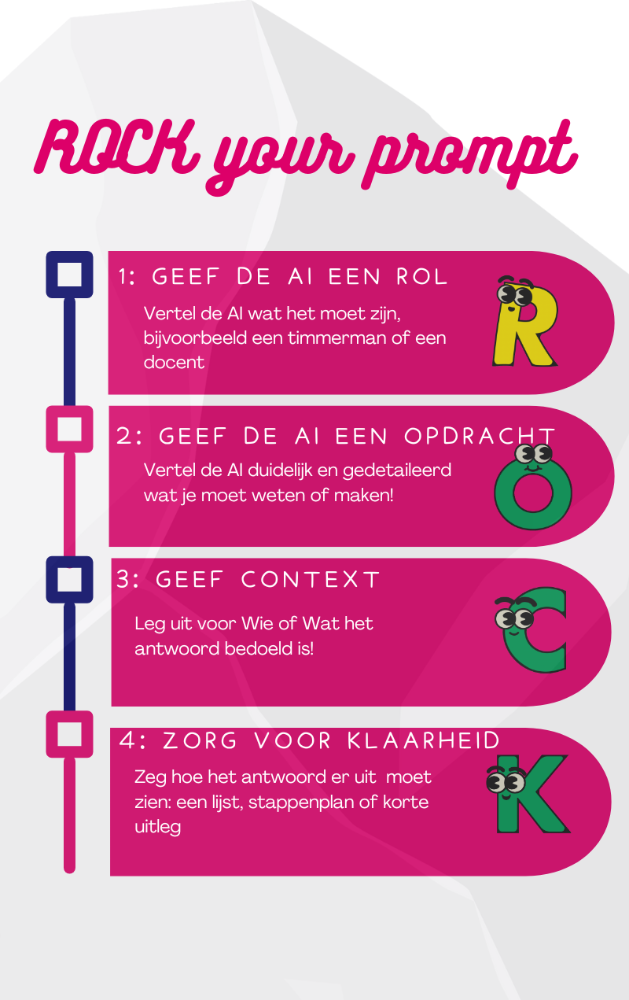 ROCK your prompt
1: GEEF DE AI EEN ROL
Vertel de AI wat het moet zijn,
bijvoorbeeld een timmerman of een
docent
R
2: GEEF DE AI EEN OPDRACHT
Vertel de AI duidelijk en gedetaileerd
wat je moet weten of maken!
O
3: GEEF CONTEXT
Leg uit voor Wie of Wat het
antwoord bedoeld is!
C
4: ZORG VOOR KLAARHEID
Zeg hoe het antwoord er uit  moet
zien: een lijst, stappenplan of korte
uitleg
K